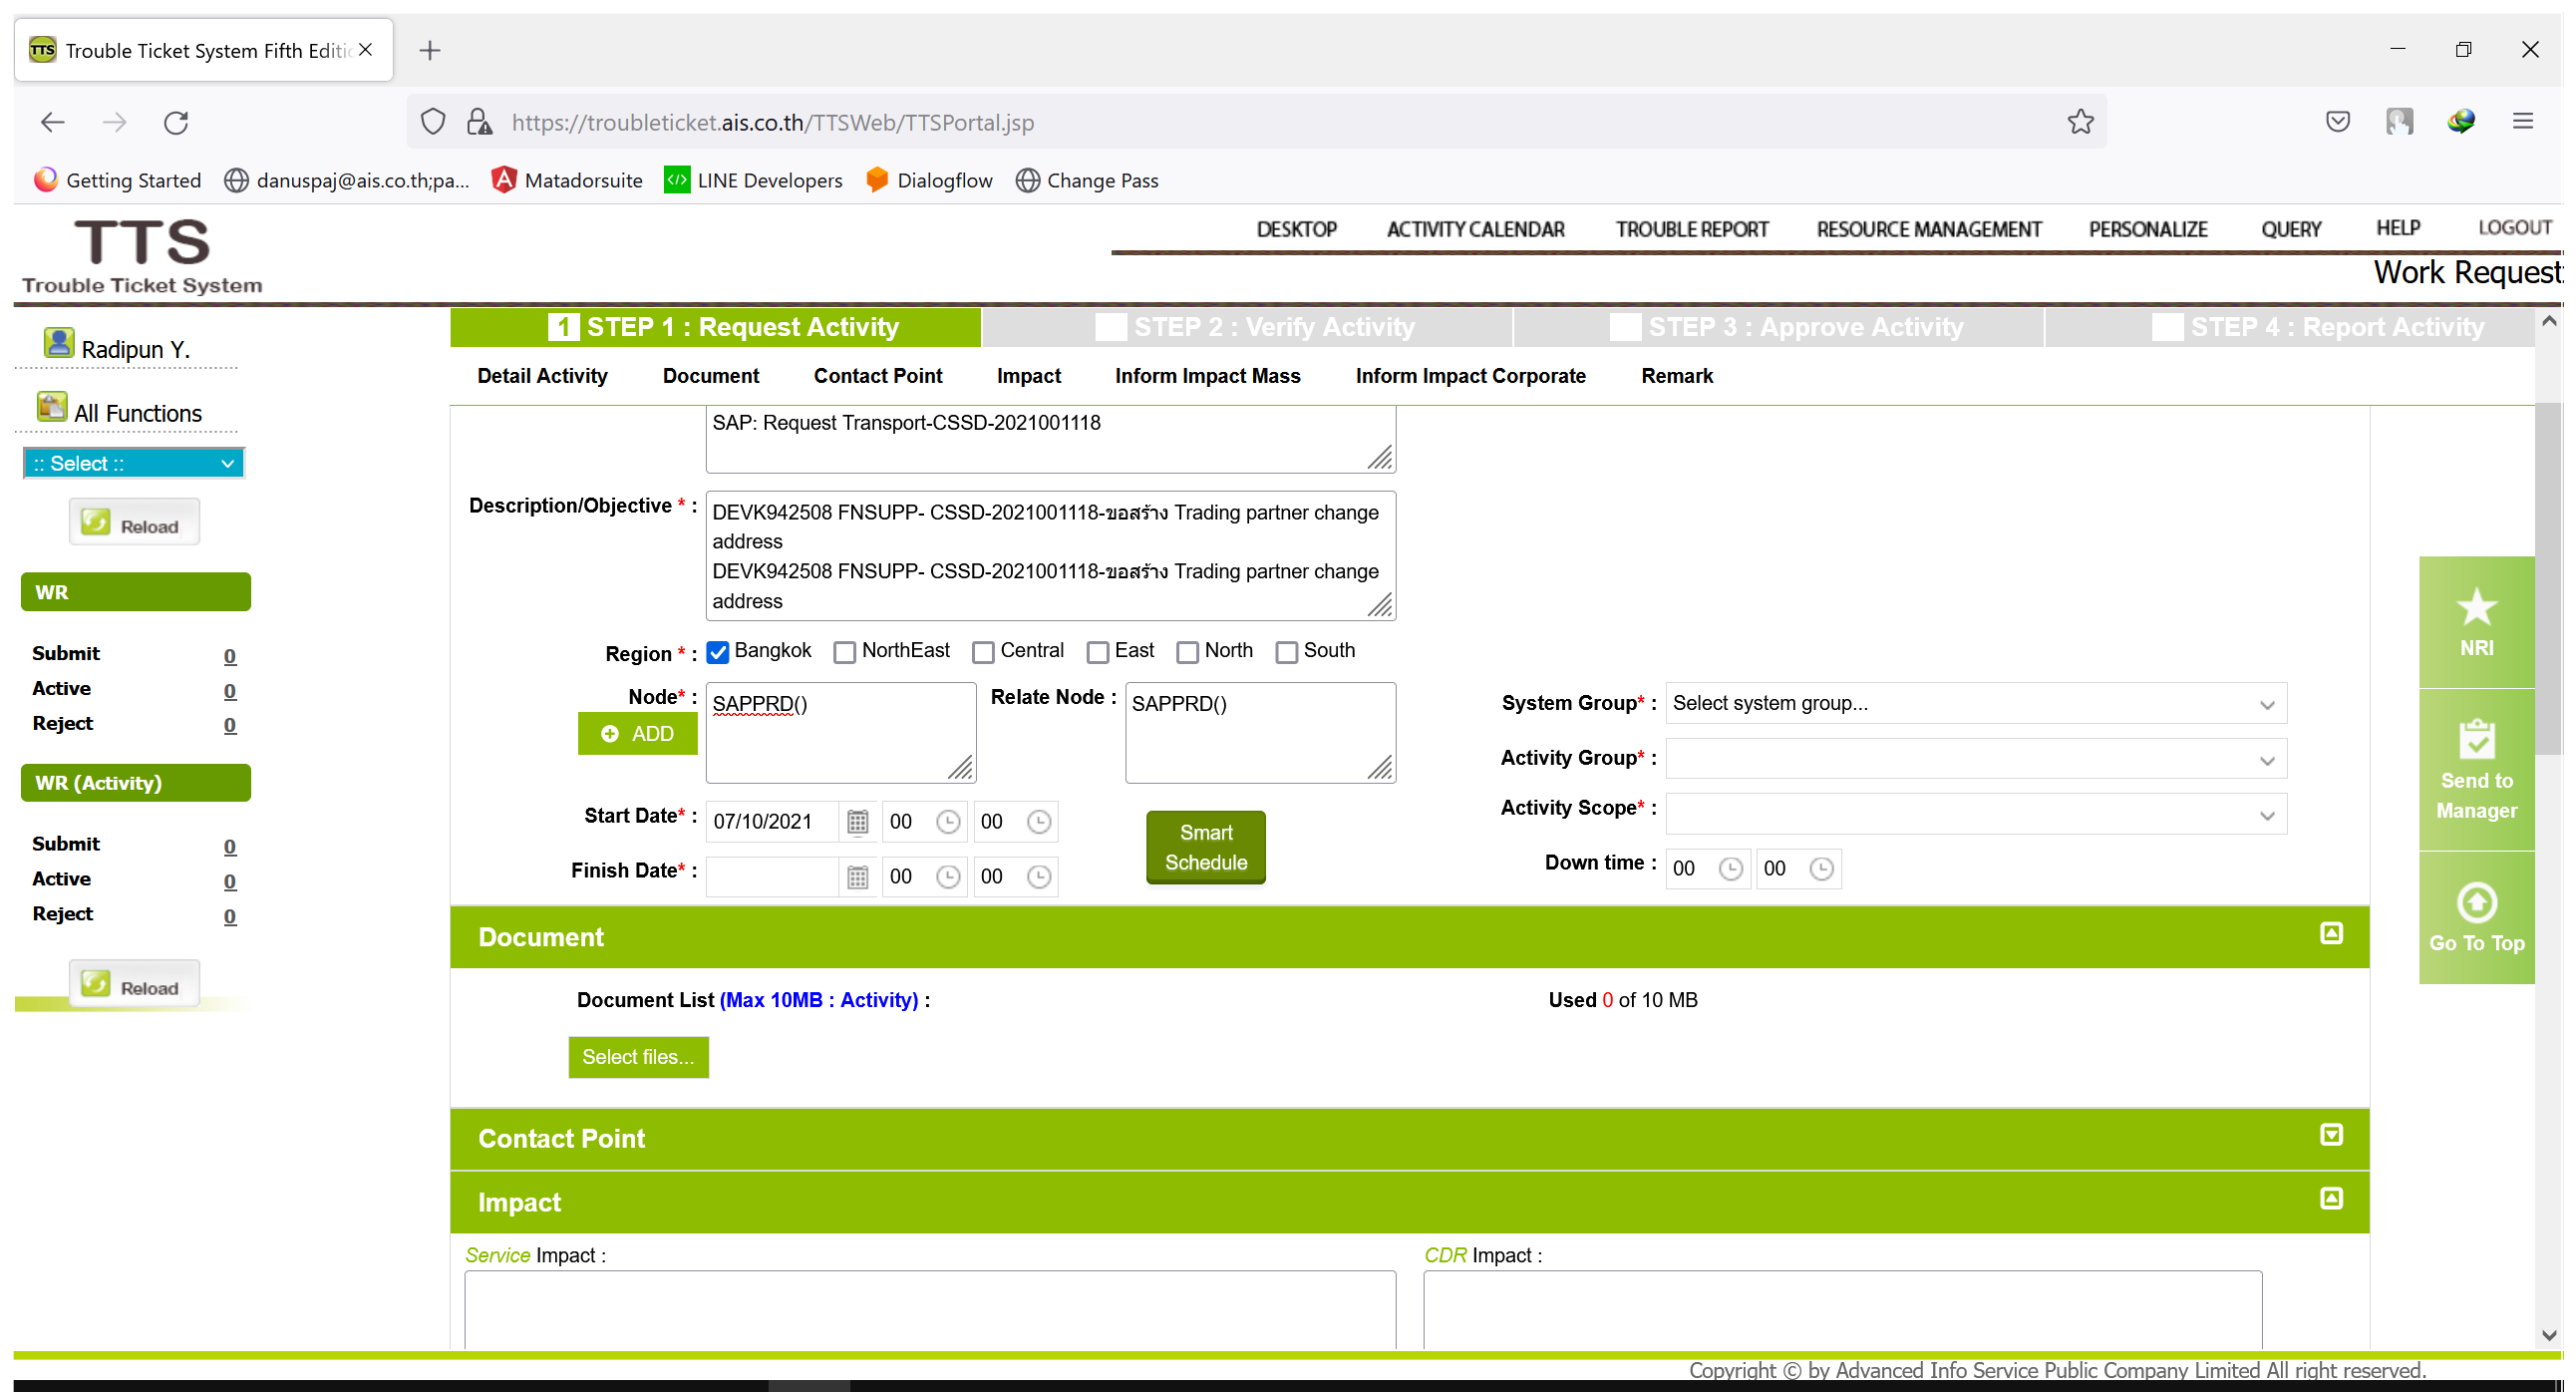 Trouble Ticket System Fifth Editic
https://troubleticket.ais.co.th/TTSWeb/TTSPortal.jsp
Getting Started danuspaj@ais.co.th;pa... Matadorsuite LINE Developers Dialogflow Change Pass
TTS
Trouble Ticket System
DESKTOP ACTIVITY CALENDAR TROUBLE REPORT RESOURCE MANAGEMENT PERSONALIZE QUERY HELP LOGOUT
Work Request
Radipun Y.
All Functions
:: Select ::
Reload
WR
Submit 0
Active 0
Reject 0
WR (Activity)
Submit 0
Active 0
Reject 0
Reload
1 STEP 1 : Request Activity STEP 2 : Verify Activity STEP 3 : Approve Activity STEP 4 : Report Activity
Detail Activity Document Contact Point Impact Inform Impact Mass Inform Impact Corporate Remark
SAP: Request Transport-CSSD-2021001118
Description/Objective * :
DEVK942508 FNSUPP- CSSD-2021001118-ขอสร้าง Trading partner change
address
DEVK942508 FNSUPP- CSSD-2021001118-ขอสร้าง Trading partner change
address
Region * : Bangkok NorthEast Central East North South
Node* : SAPPRD() Relate Node : SAPPRD()
ADD
System Group* : Select system group...
Activity Group* :
Activity Scope* :
Down time : 00 00
Start Date* : 07/10/2021 00 00
Finish Date* : 00 00
Smart
Schedule
NRI
Send to
Manager
Go To Top
Document
Document List (Max 10MB : Activity) : Used 0 of 10 MB
Select files...
Contact Point
Impact
Service Impact : CDR Impact :
Copyright © by Advanced Info Service Public Company Limited All right reserved.